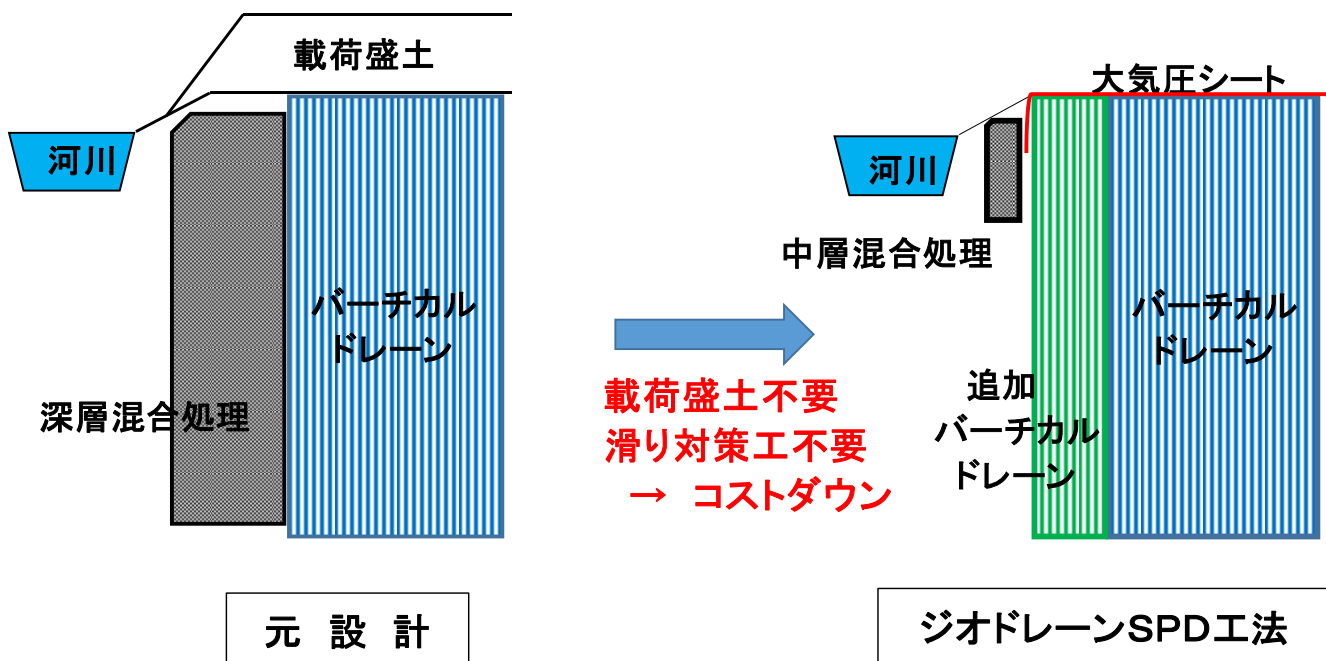 載荷盛土
河川
バーチカル
ドレーン
深層混合処理
元 設 計
載荷盛土不要
滑り対策工不要
→ コストダウン
大気圧シート
河川
中層混合処理
バーチカル
ドレーン
追加
バーチカル
ドレーン
ジオドレーンSPD工法